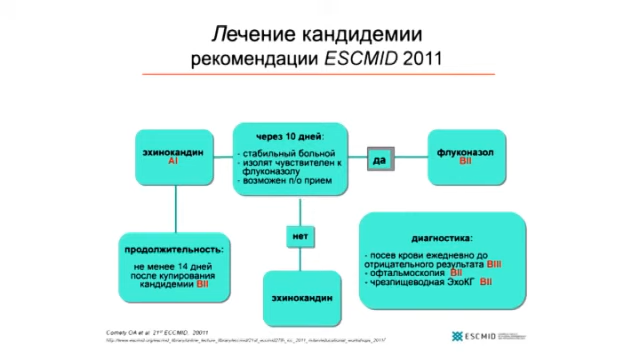 Лечение кандидемии
рекомендации ESCMID 2011
эхинокандин
AI
через 10 дней:
- стабильный больной
- изолят чувствителен к
флуконазолу
- возможен п/о прием
да
флуконазол
BII
нет
продолжительность:
не менее 14 дней
после купирования
кандидемии BII
эхинокандин
диагностика:
- посев крови ежедневно до
отрицательного результата BIII
- офтальмоскопия BII
- чрезпищеводная ЭхоКГ BII
Cornely OA et al. 21st ECCMID, 20011
ESCMID